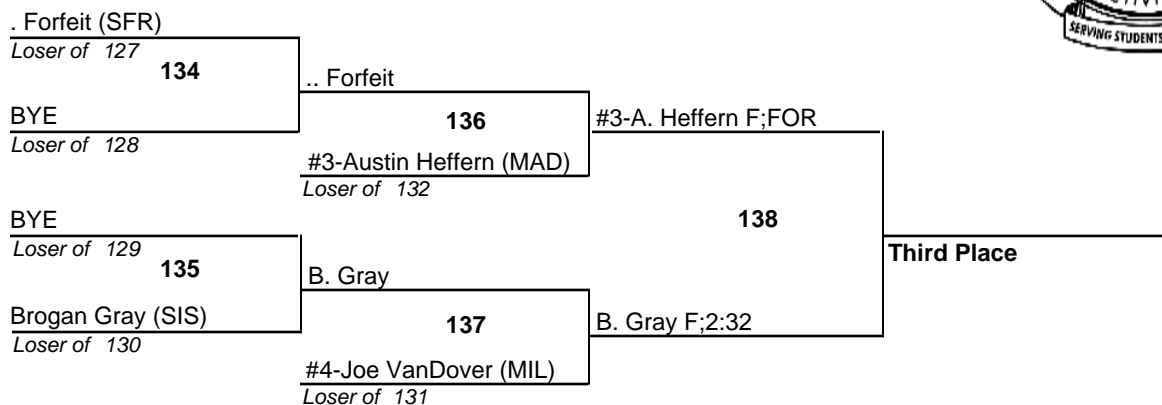 . Forfeit (SFR)
Loser of 127
134
.. Forfeit
BYE
Loser of 128
136
#3-A. Heffern F;FOR
#3-Austin Heffern (MAD)
Loser of 132
BYE
Loser of 129
135
138
Third Place
B. Gray
Brogan Gray (SIS)
Loser of 130
137
B. Gray F;2:32
#4-Joe VanDover (MIL)
Loser of 131
SERVING STUDENTS